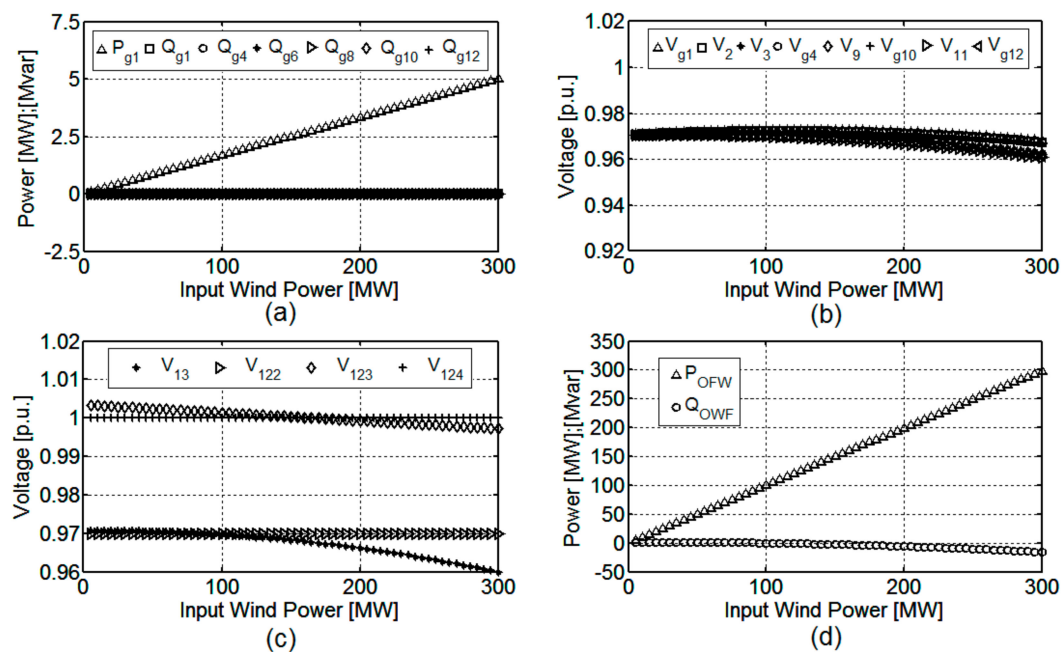 7.5
P_g1 Q_g1 Q_g4 Q_g6 Q_g8 Q_g10 Q_g12
5
2.5
0
-2.5
Power [MW];[Mvar]
0 100 200 300
Input Wind Power [MW]
(a)
1.02
V_g1 V_2 V_3 V_g4 V_9 V_g10 V_11 V_g12
1
0.98
0.96
0.94
0.92
Voltage [p.u.]
0 100 200 300
Input Wind Power [MW]
(b)
1.02
V_13 V_122 V_123 V_124
1.01
1
0.99
0.98
0.97
0.96
Voltage [p.u.]
0 100 200 300
Input Wind Power [MW]
(c)
350
300
250
200
150
100
50
0
-50
P_OFW
Q_OWF
Power [MW];[Mvar]
0 100 200 300
Input Wind Power [MW]
(d)